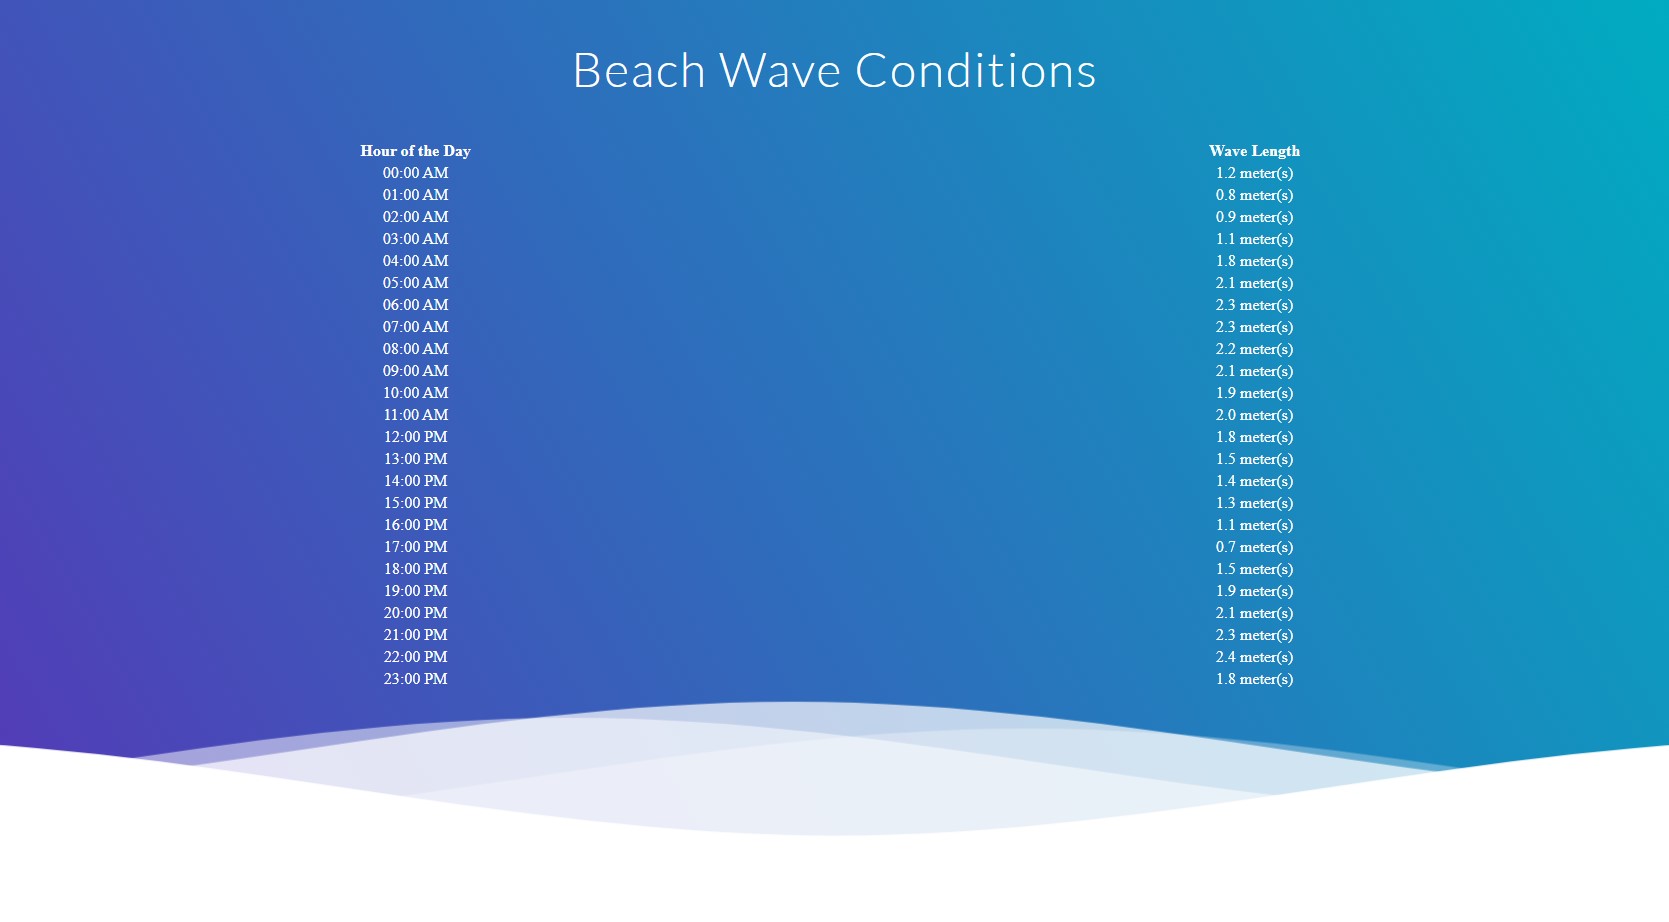 Beach Wave Conditions
Hour of the Day Wave Length
00:00 AM 1.2 meter(s)
01:00 AM 0.8 meter(s)
02:00 AM 0.9 meter(s)
03:00 AM 1.1 meter(s)
04:00 AM 1.8 meter(s)
05:00 AM 2.1 meter(s)
06:00 AM 2.3 meter(s)
07:00 AM 2.3 meter(s)
08:00 AM 2.2 meter(s)
09:00 AM 2.1 meter(s)
10:00 AM 1.9 meter(s)
11:00 AM 2.0 meter(s)
12:00 PM 1.8 meter(s)
13:00 PM 1.5 meter(s)
14:00 PM 1.4 meter(s)
15:00 PM 1.3 meter(s)
16:00 PM 1.1 meter(s)
17:00 PM 0.7 meter(s)
18:00 PM 1.5 meter(s)
19:00 PM 1.9 meter(s)
20:00 PM 2.1 meter(s)
21:00 PM 2.3 meter(s)
22:00 PM 2.4 meter(s)
23:00 PM 1.8 meter(s)